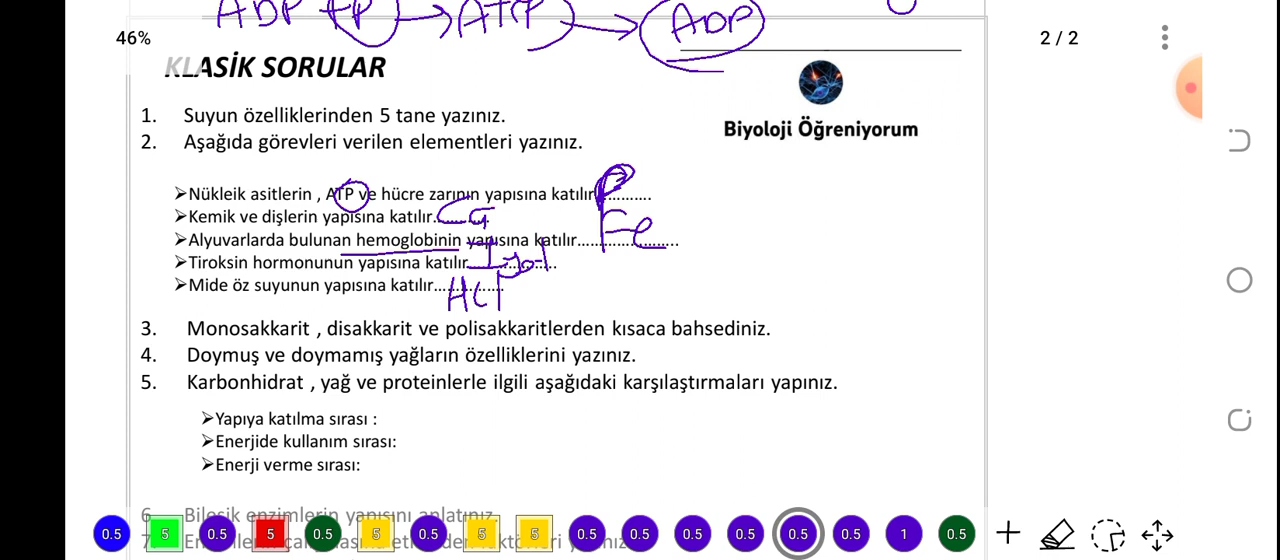 ADP + P → ATP → ADP
46%
2 / 2
KLASİK SORULAR
Biyoloji Öğreniyorum
1. Suyun özelliklerinden 5 tane yazınız.
2. Aşağıda görevleri verilen elementleri yazınız.
➢Nükleik asitlerin , ATP ve hücre zarının yapısına katılır P............
➢Kemik ve dişlerin yapısına katılır. Ca ..........
➢Alyuvarlarda bulunan hemoglobinin yapısına katılır..... Fe ..............
➢Tiroksin hormonunun yapısına katılır. İyot ..........
➢Mide öz suyunun yapısına katılır... HCl ..........
3. Monosakkarit , disakkarit ve polisakkaritlerden kısaca bahsediniz.
4. Doymuş ve doymamış yağların özelliklerini yazınız.
5. Karbonhidrat , yağ ve proteinlerle ilgili aşağıdaki karşılaştırmaları yapınız.
➢Yapıya katılma sırası :
➢Enerjide kullanım sırası:
➢Enerji verme sırası:
6. Bileşik enzimlerin yapısını anlatınız.
7.
0.5 5 0.5 5 0.5 5 0.5 5 5 0.5 0.5 0.5 0.5 0.5 0.5 1 0.5